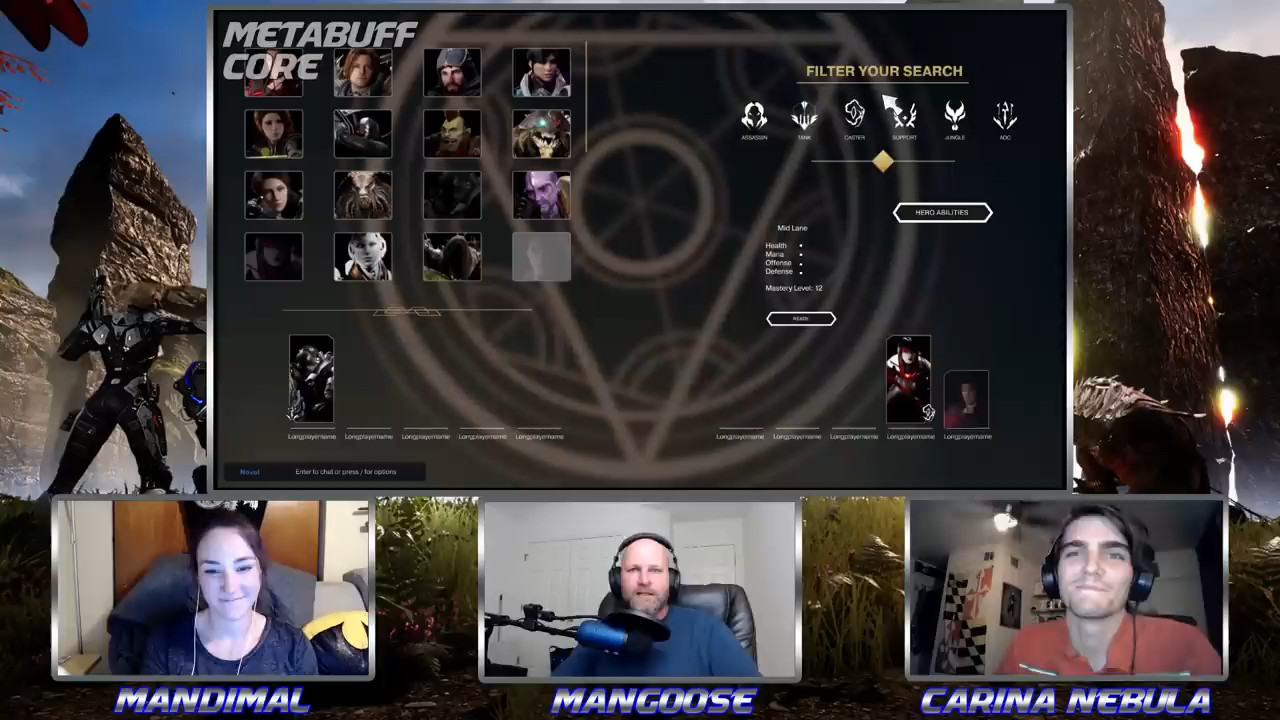 METABUFF
CORE
FILTER YOUR SEARCH
ASSASSIN
TANK
CASTER
SUPPORT
JUNGLE
ADC
HERO ABILITIES
Mid Lane
Health
Mana
Offense
Defense
Mastery Level: 12
READY
Longplayername
Longplayername
Longplayername
Longplayername
Longplayername
Longplayername
Longplayername
Longplayername
Longplayername
Longplayername
Novol
Enter to chat or press / for options
MANDIMAL
MANGOOSE
CARINA NEBULA